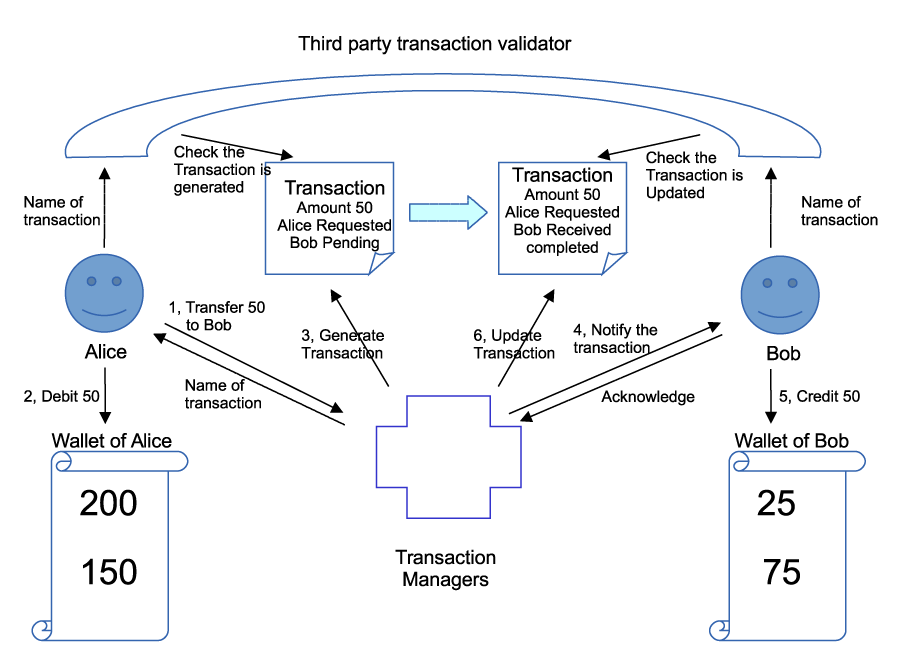 Third party transaction validator
Check the
Transaction is
generated
Check the
Transaction is
Updated
Name of
transaction
Transaction
Amount 50
Alice Requested
Bob Pending
Transaction
Amount 50
Alice Requested
Bob Received
completed
Name of
transaction
1, Transfer 50
to Bob
3, Generate
Transaction
6, Update
Transaction
4, Notify the
transaction
Alice
Bob
Name of
transaction
Acknowledge
2, Debit 50
5, Credit 50
Wallet of Alice
200
150
Wallet of Bob
25
75
Transaction
Managers